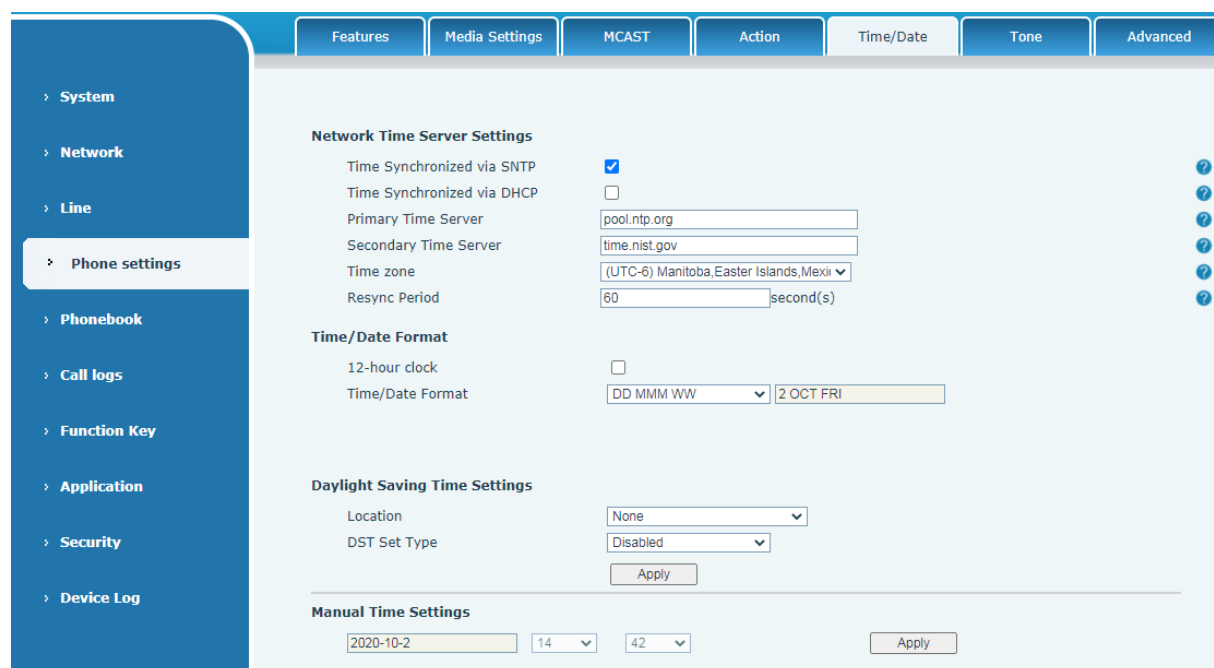 Features Media Settings MCAST Action Time/Date Tone Advanced
System
Network
Line
Phone settings
Phonebook
Call logs
Function Key
Application
Security
Device Log
Network Time Server Settings
Time Synchronized via SNTP
Time Synchronized via DHCP
Primary Time Server pool.ntp.org
Secondary Time Server time.nist.gov
Time zone (UTC-6) Manitoba,Easter Islands,Mexi
Resync Period 60 second(s)
Time/Date Format
12-hour clock
Time/Date Format DD MMM WW 2 OCT FRI
Daylight Saving Time Settings
Location None
DST Set Type Disabled
Apply
Manual Time Settings
2020-10-2 14 42 Apply